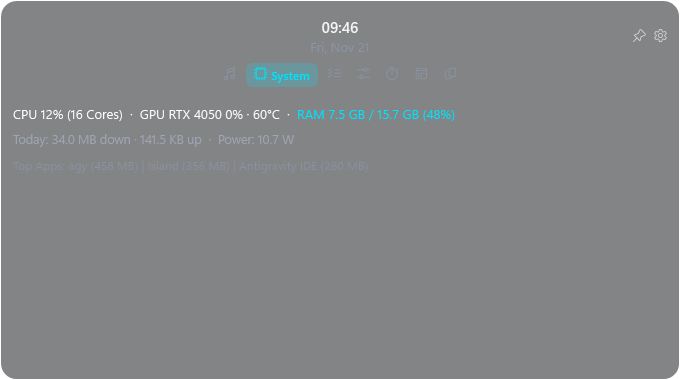 09:46
Fri, Nov 21
System
CPU 12% (16 Cores) · GPU RTX 4050 0% · 60°C · RAM 7.5 GB / 15.7 GB (48%)
Today: 34.0 MB down · 141.5 KB up · Power: 10.7 W
Top Apps: agy (458 MB) | island (356 MB) | Antigravity IDE (280 MB)